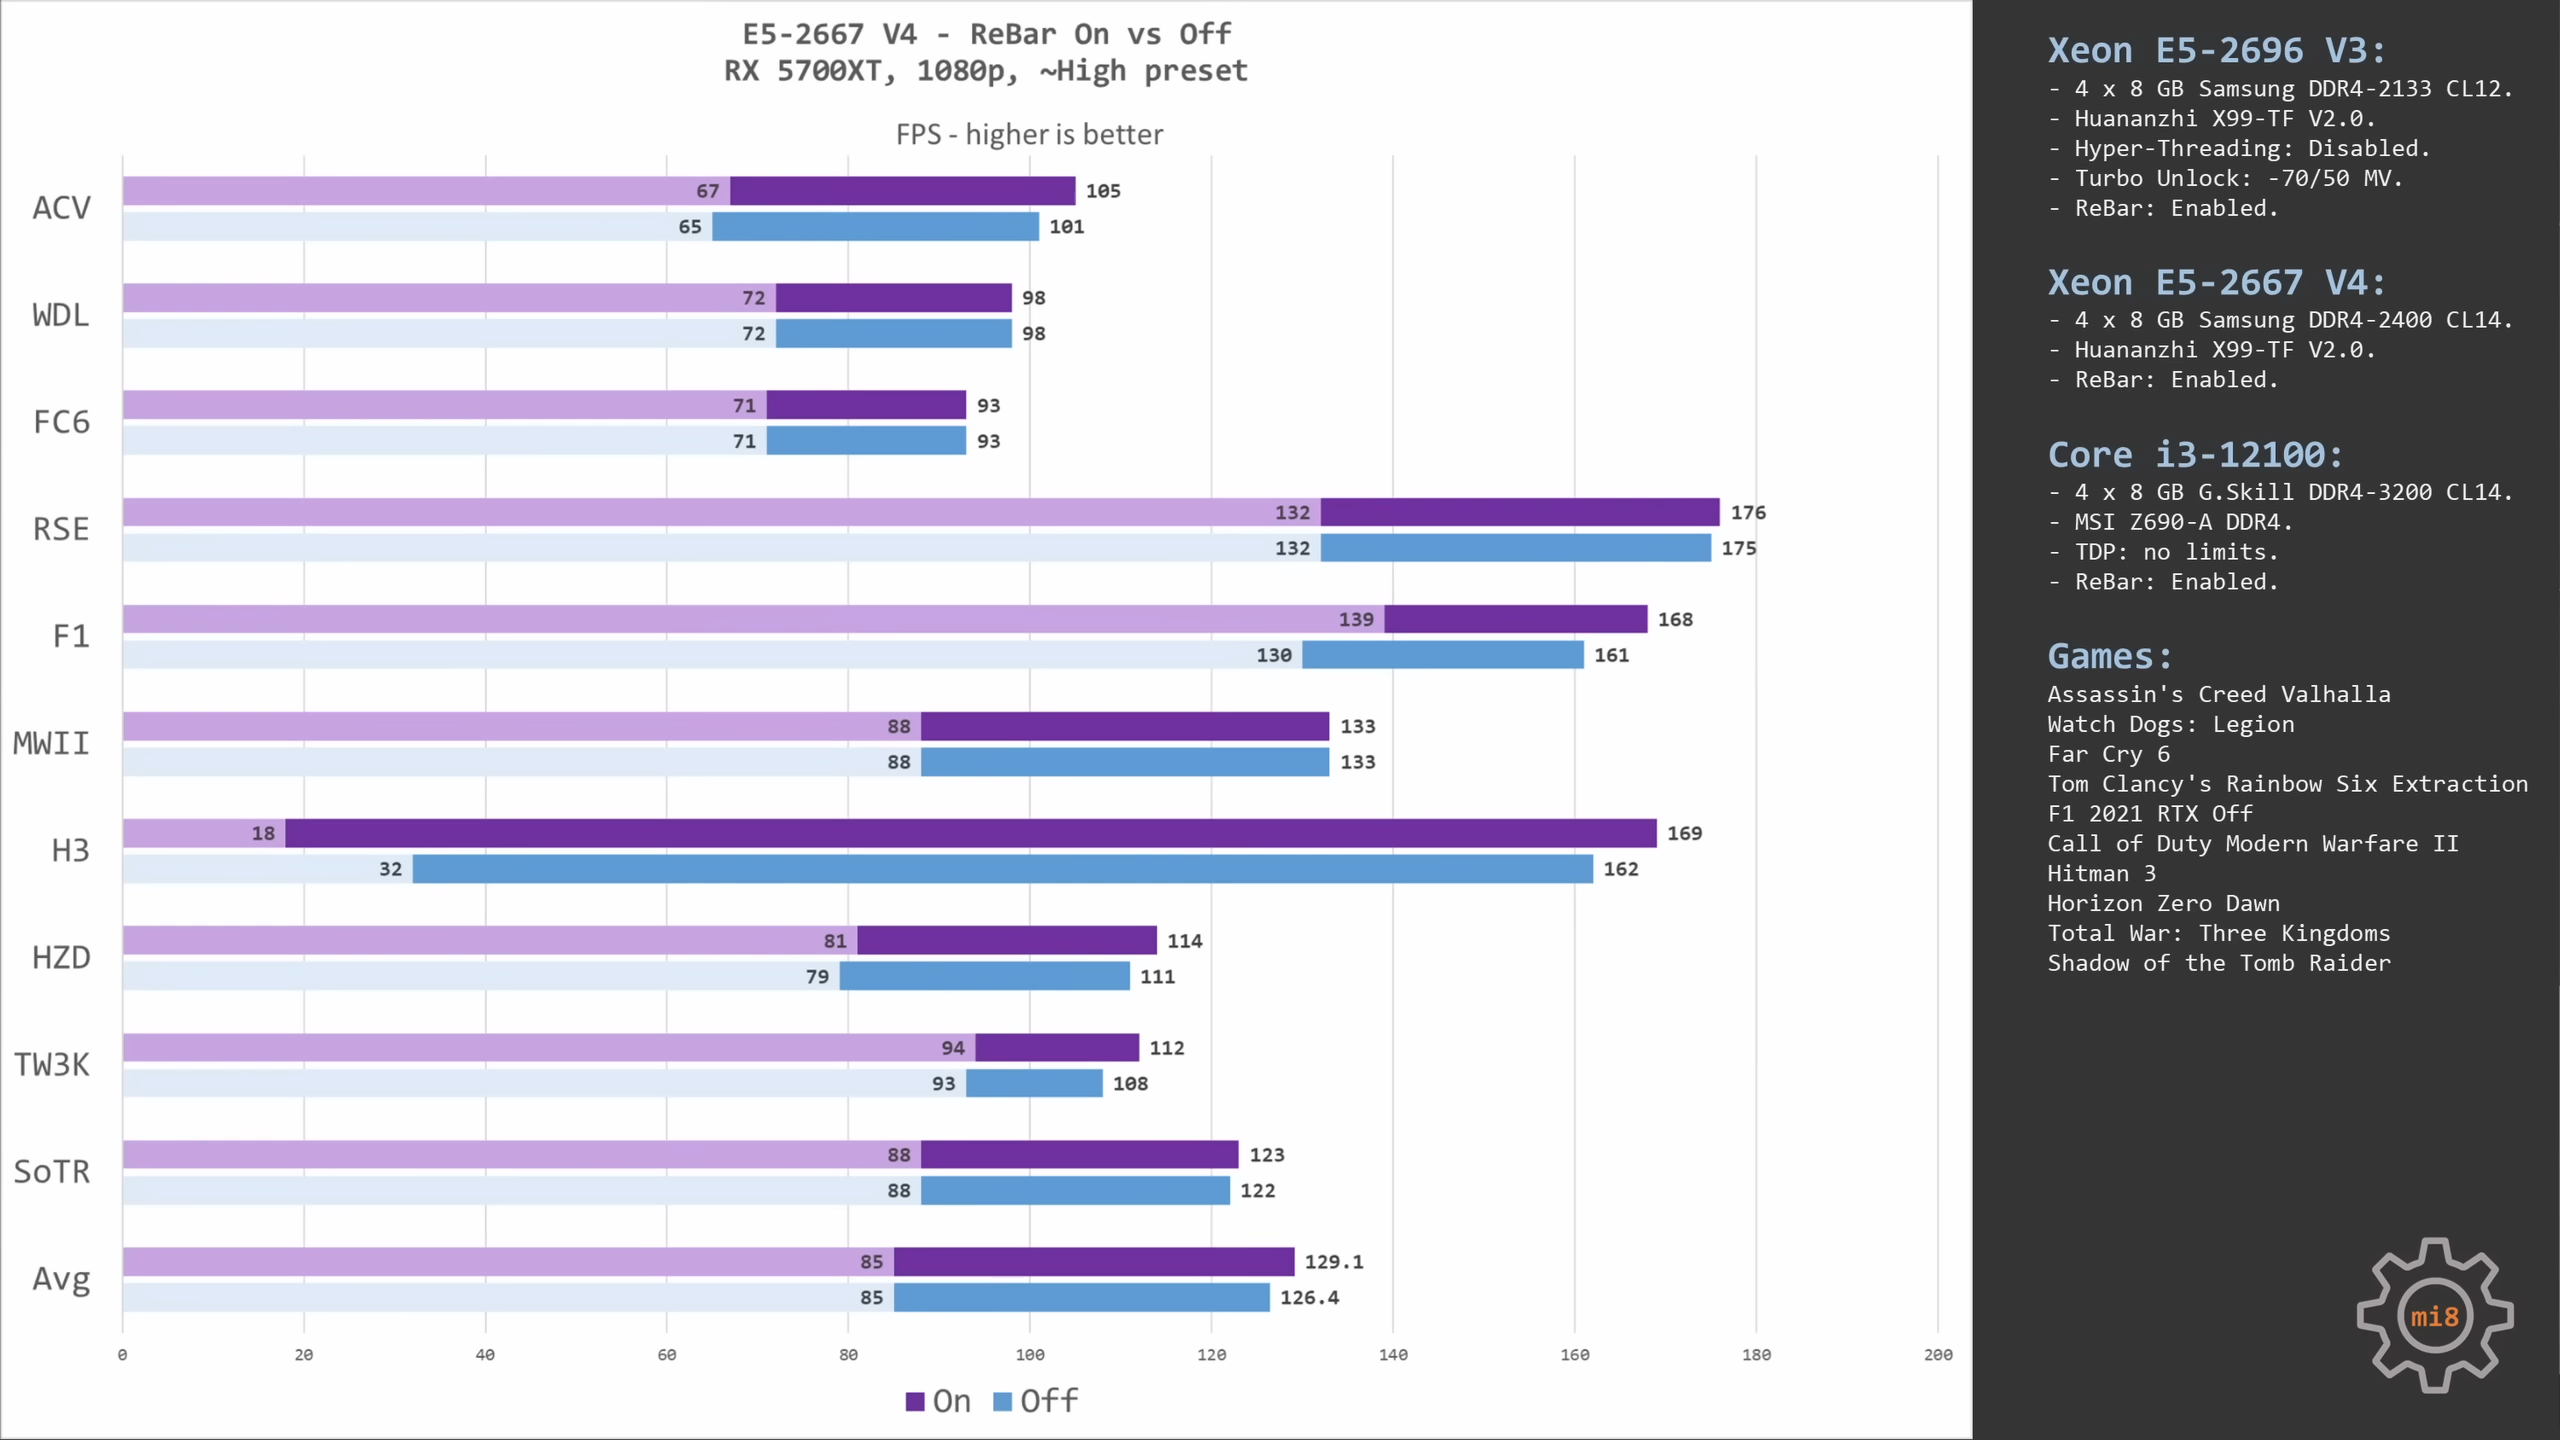 E5-2667 V4 - ReBar On vs Off
RX 5700XT, 1080p, ~High preset
FPS - higher is better
ACV
67
105
65
101
WDL
72
98
72
98
FC6
71
93
71
93
RSE
132
176
132
175
F1
139
168
130
161
MWII
88
133
88
133
H3
18
169
32
162
HZD
81
114
79
111
TW3K
94
112
93
108
SoTR
88
123
88
122
Avg
85
129.1
85
126.4
0 20 40 60 80 100 120 140 160 180 200
On Off
Xeon E5-2696 V3:
- 4 x 8 GB Samsung DDR4-2133 CL12.
- Huananzhi X99-TF V2.0.
- Hyper-Threading: Disabled.
- Turbo Unlock: -70/50 MV.
- ReBar: Enabled.
Xeon E5-2667 V4:
- 4 x 8 GB Samsung DDR4-2400 CL14.
- Huananzhi X99-TF V2.0.
- ReBar: Enabled.
Core i3-12100:
- 4 x 8 GB G.Skill DDR4-3200 CL14.
- MSI Z690-A DDR4.
- TDP: no limits.
- ReBar: Enabled.
Games:
Assassin's Creed Valhalla
Watch Dogs: Legion
Far Cry 6
Tom Clancy's Rainbow Six Extraction
F1 2021 RTX Off
Call of Duty Modern Warfare II
Hitman 3
Horizon Zero Dawn
Total War: Three Kingdoms
Shadow of the Tomb Raider
mi8